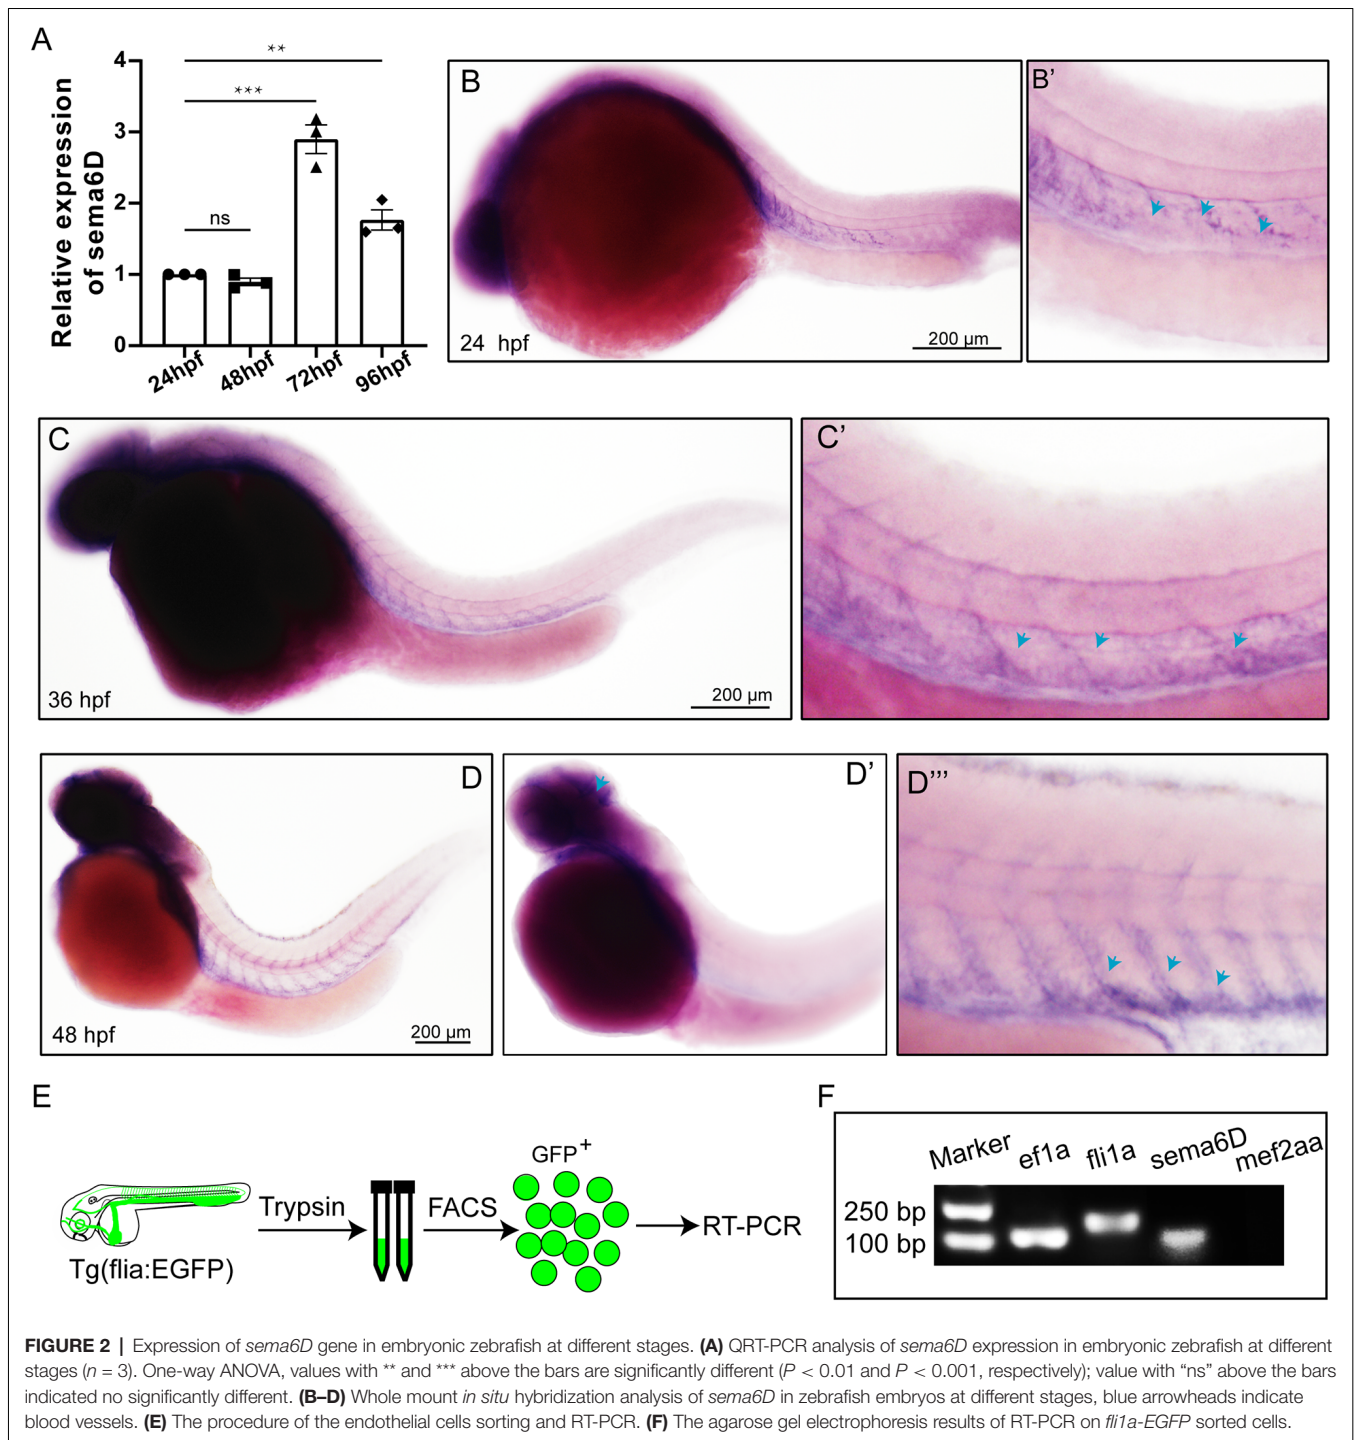 A
Relative expression
of sema6D
4
3
2
1
0
**
***
ns
24hpf
48hpf
72hpf
96hpf
B
24 hpf
200 µm
B'
C
36 hpf
200 µm
C'
D
48 hpf
200 µm
D'
D'''
E
Tg(flia:EGFP)
Trypsin
FACS
GFP+
RT-PCR
F
Marker
ef1a
fli1a
sema6D
mef2aa
250 bp
100 bp
FIGURE 2 | Expression of sema6D gene in embryonic zebrafish at different stages. (A) QRT-PCR analysis of sema6D expression in embryonic zebrafish at different
stages (n = 3). One-way ANOVA, values with ** and *** above the bars are significantly different (P < 0.01 and P < 0.001, respectively); value with “ns” above the bars
indicated no significantly different. (B–D) Whole mount in situ hybridization analysis of sema6D in zebrafish embryos at different stages, blue arrowheads indicate
blood vessels. (E) The procedure of the endothelial cells sorting and RT-PCR. (F) The agarose gel electrophoresis results of RT-PCR on fli1a-EGFP sorted cells.